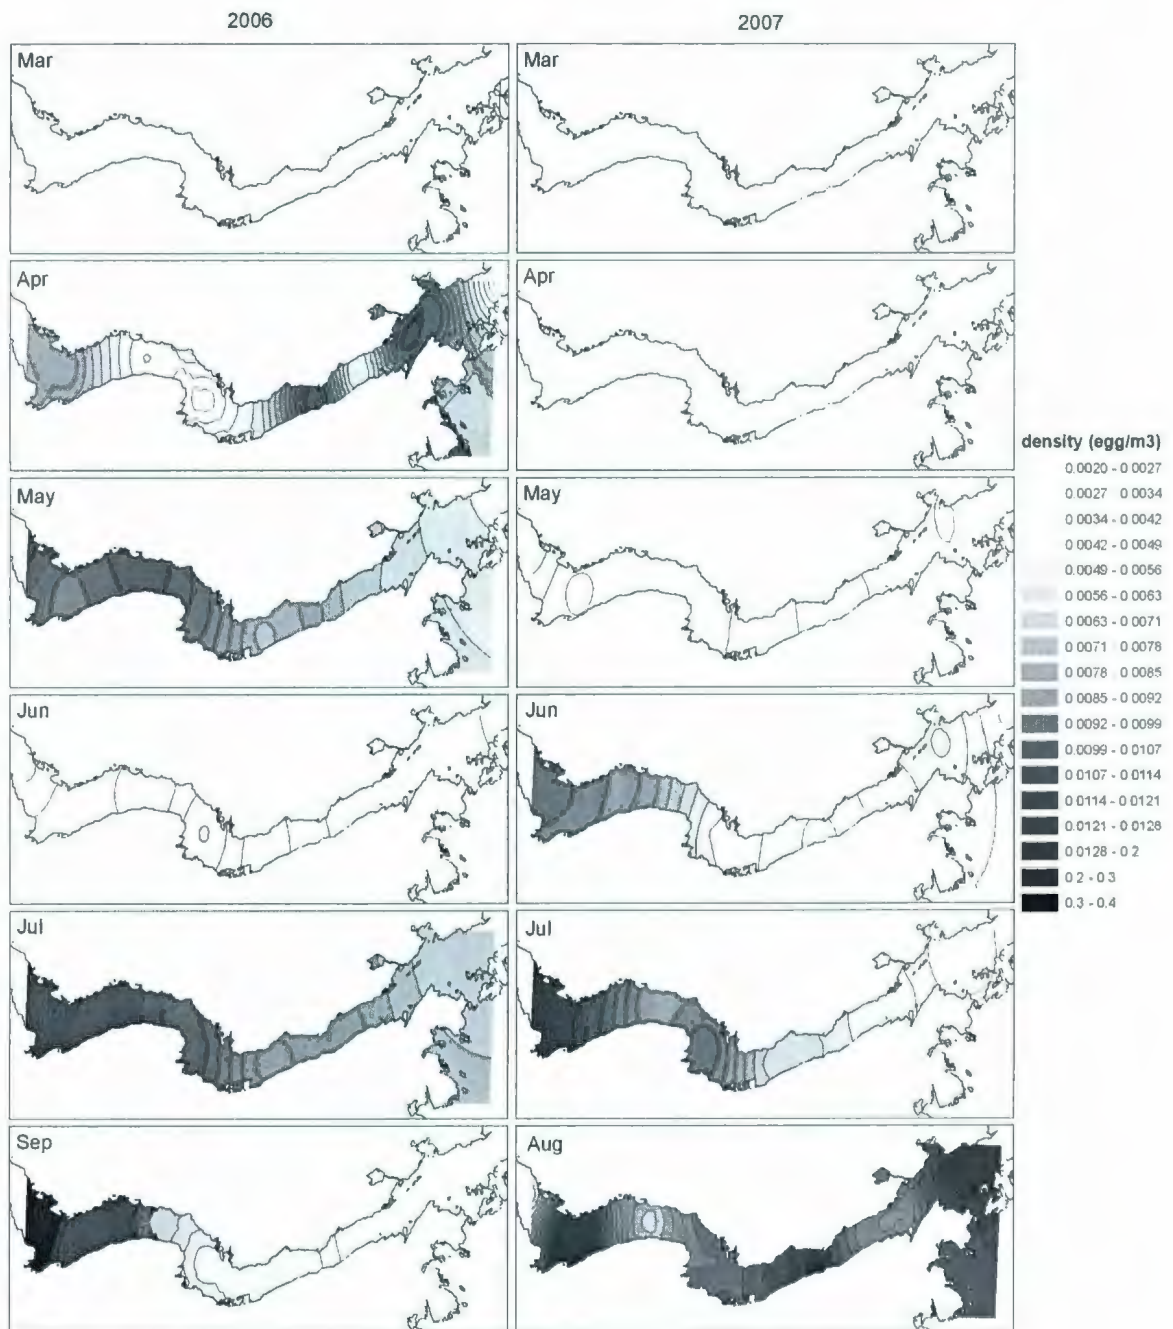 2006 2007
Mar Mar
Apr Apr
May May
Jun Jun
Jul Jul
Sep Aug
density (egg/m3)
0.0020 - 0.0027
0.0027 0.0034
0.0034 - 0.0042
0.0042 - 0.0049
0.0049 - 0.0056
0.0056 - 0.0063
0.0063 - 0.0071
0.0071 - 0.0078
0.0078 - 0.0085
0.0085 - 0.0092
0.0092 - 0.0099
0.0099 - 0.0107
0.0107 - 0.0114
0.0114 - 0.0121
0.0121 - 0.0128
0.0128 - 0.2
0.2 - 0.3
0.3 - 0.4